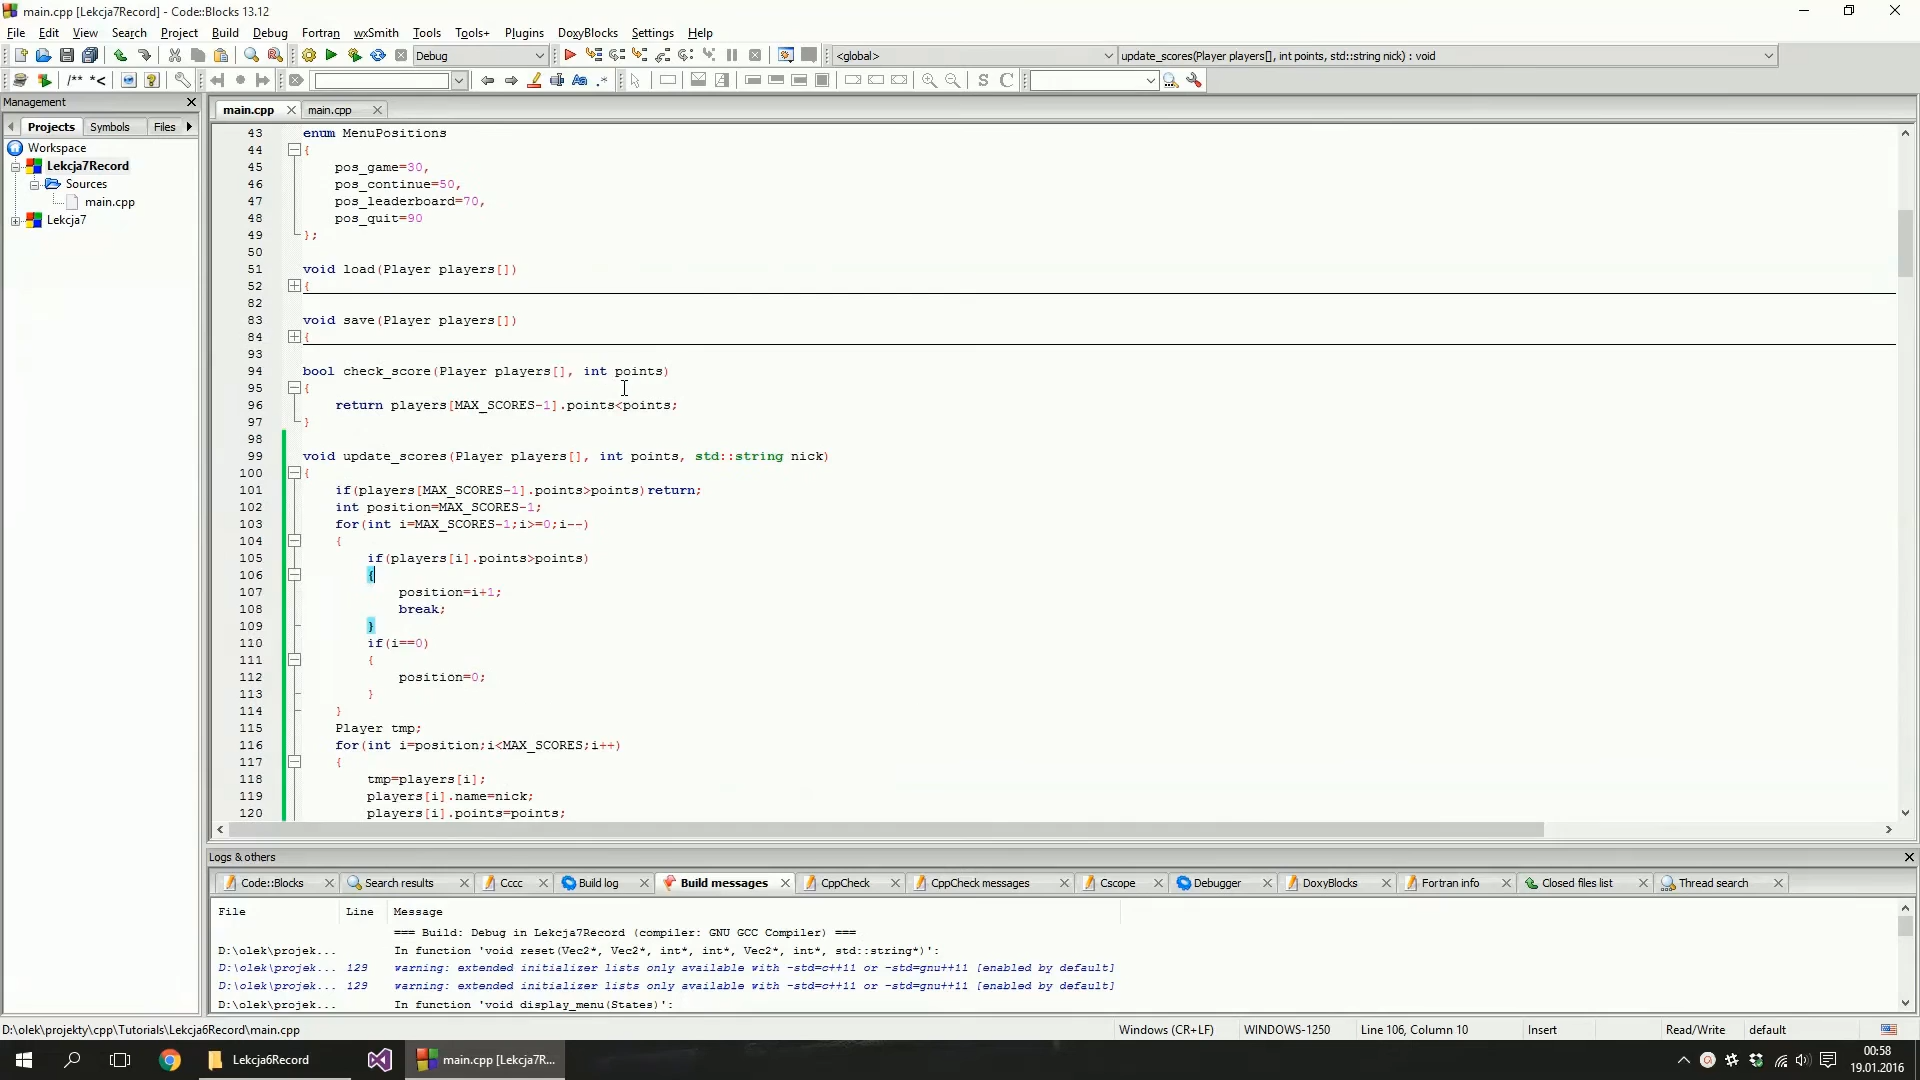 main.cpp [Lekcja7Record] - Code::Blocks 13.12
File Edit View Search Project Build Debug Fortran wxSmith Tools Tools+ Plugins DoxyBlocks Settings Help
Debug <global> update_scores(Player players[], int points, std::string nick) : void
/** *< Aa .* S C
Management
main.cpp main.cpp
Projects Symbols Files
Workspace
Lekcja7Record
Sources
main.cpp
Lekcja7
43 enum MenuPositions
44 {
45 pos_game=30,
46 pos_continue=50,
47 pos_leaderboard=70,
48 pos_quit=90
49 };
50
51 void load(Player players[])
52 {
82
83 void save(Player players[])
84 {
93
94 bool check_score(Player players[], int points)
95 {
96 return players[MAX_SCORES-1].points<points;
97 }
98
99 void update_scores(Player players[], int points, std::string nick)
100 {
101 if(players[MAX_SCORES-1].points>points)return;
102 int position=MAX_SCORES-1;
103 for(int i=MAX_SCORES-1;i>=0;i--)
104 {
105 if(players[i].points>points)
106 {
107 position=i+1;
108 break;
109 }
110 if(i==0)
111 {
112 position=0;
113 }
114 }
115 Player tmp;
116 for(int i=position;i<MAX_SCORES;i++)
117 {
118 tmp=players[i];
119 players[i].name=nick;
120 players[i].points=points;
Logs & others
Code::Blocks Search results Cccc Build log Build messages CppCheck CppCheck messages Cscope Debugger DoxyBlocks Fortran info Closed files list Thread search
File Line Message
=== Build: Debug in Lekcja7Record (compiler: GNU GCC Compiler) ===
D:\olek\projek... In function 'void reset(Vec2*, Vec2*, int*, int*, Vec2*, int*, std::string*)':
D:\olek\projek... 129 warning: extended initializer lists only available with -std=c++11 or -std=gnu++11 [enabled by default]
D:\olek\projek... 129 warning: extended initializer lists only available with -std=c++11 or -std=gnu++11 [enabled by default]
D:\olek\projek... In function 'void display_menu(States)':
D:\olek\projekty\cpp\Tutorials\Lekcja6Record\main.cpp Windows (CR+LF) WINDOWS-1250 Line 106, Column 10 Insert Read/Write default
Lekcja6Record main.cpp [Lekcja7R...
00:58
19.01.2016